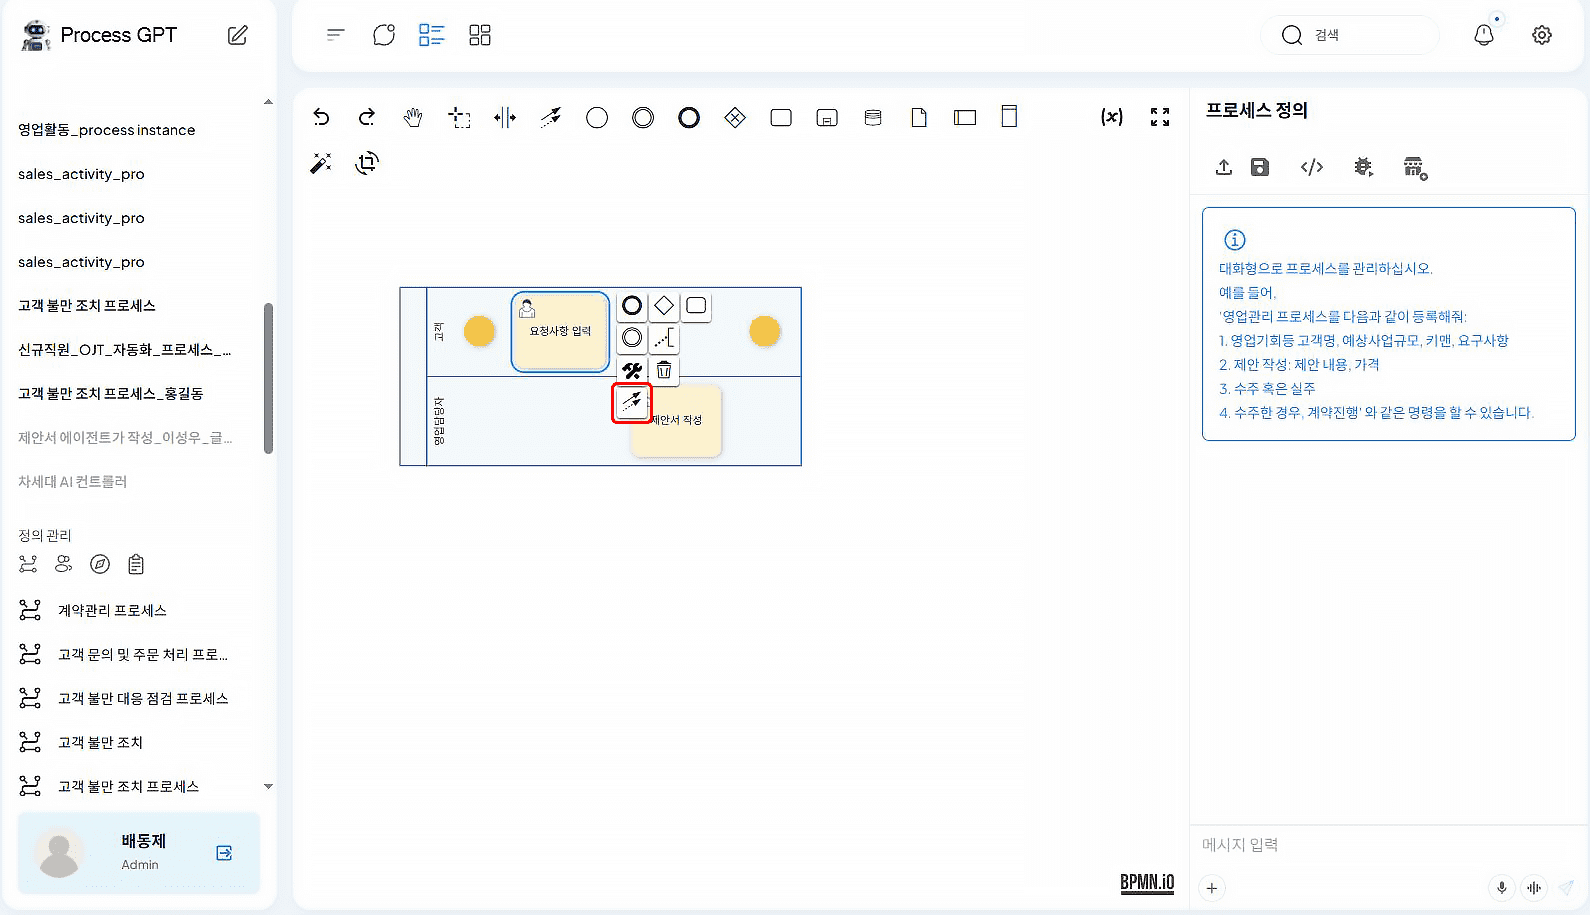 Process GPT
검색
영업활동_process instance
sales_activity_pro
sales_activity_pro
sales_activity_pro
고객 불만 조치 프로세스
신규직원_OJT_자동화_프로세스_...
고객 불만 조치 프로세스_홍길동
제안서 에이전트가 작성_이성우_글...
차세대 AI 컨트롤러
정의 관리
계약관리 프로세스
고객 문의 및 주문 처리 프로...
고객 불만 대응 점검 프로세스
고객 불만 조치
고객 불만 조치 프로세스
배동제
Admin
(x)
고객
요청사항 입력
영업담당자
제안서 작성
BPMN.iO
프로세스 정의
</>
대화형으로 프로세스를 관리하십시오.
예를 들어,
'영업관리 프로세스를 다음과 같이 등록해줘:
1. 영업기회등 고객명, 예상사업규모, 키맨, 요구사항
2. 제안 작성: 제안 내용, 가격
3. 수주 혹은 실주
4. 수주한 경우, 계약진행' 와 같은 명령을 할 수 있습니다.
메시지 입력